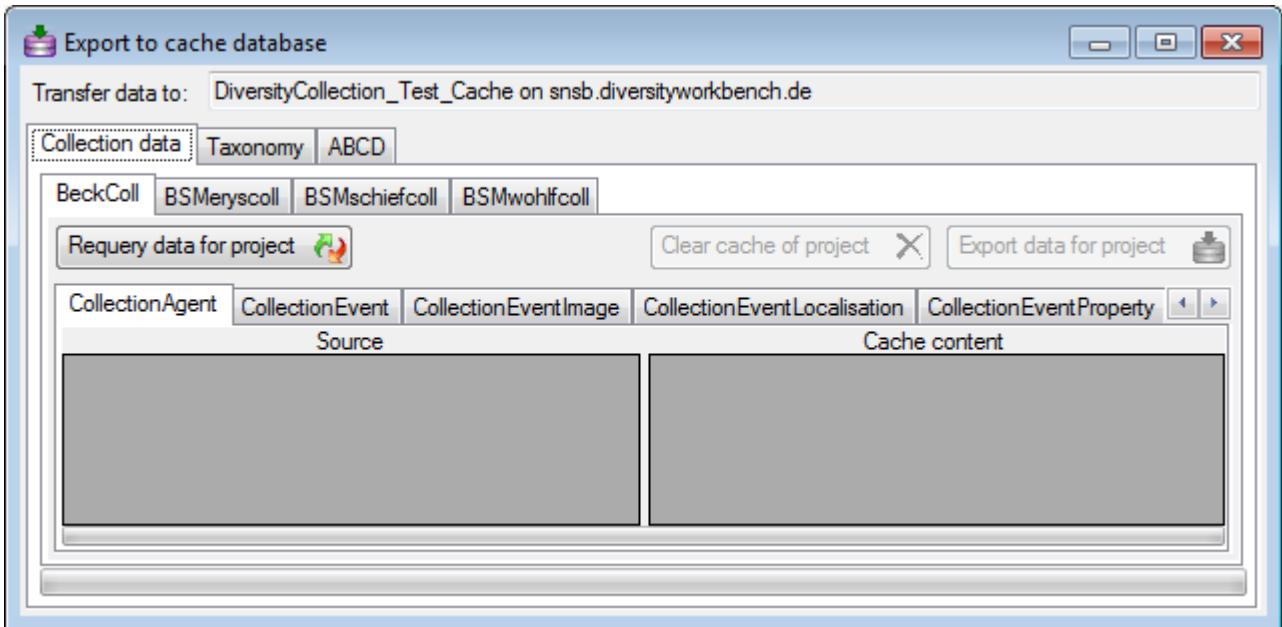 Export to cache database
Transfer data to: DiversityCollection_Test_Cache on snsb.diversityworkbench.de
Collection data Taxonomy ABCD
BeckColl BSMeryscoll BSMschiefcoll BSMwohlfcoll
Requery data for project Clear cache of project Export data for project
CollectionAgent CollectionEvent CollectionEventImage CollectionEventLocalisation CollectionEventProperty
Source Cache content